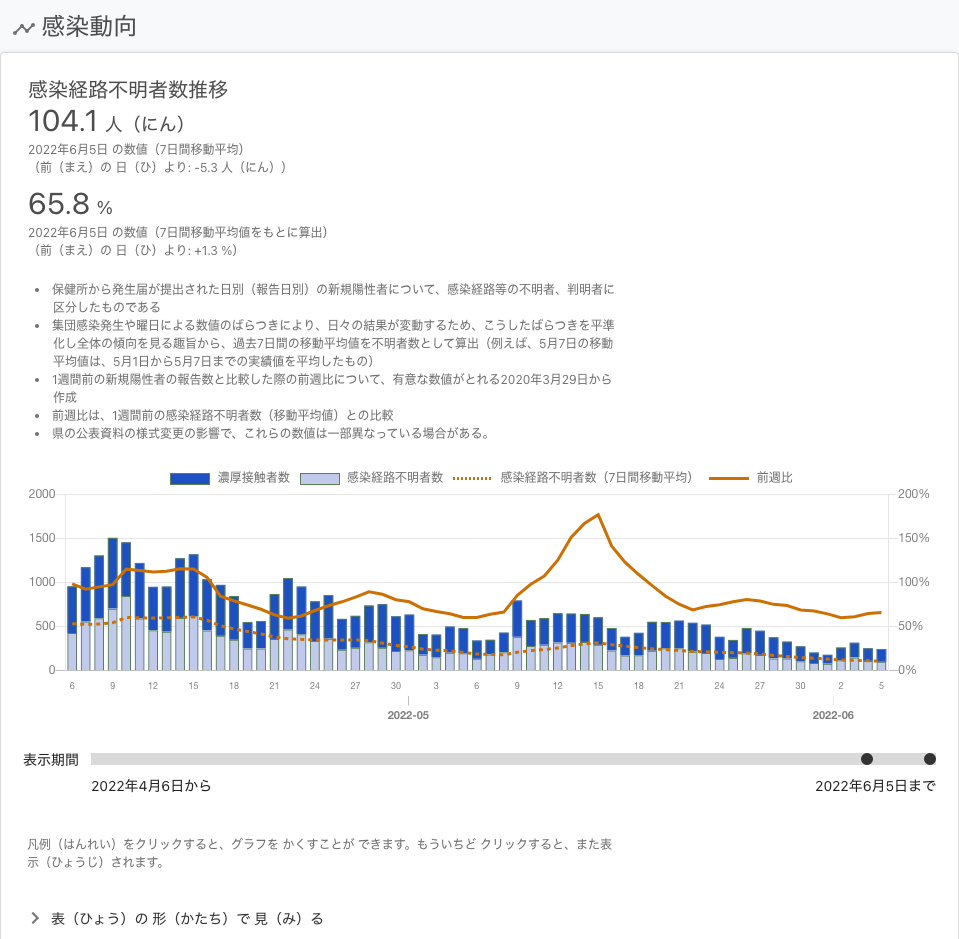 感染動向
感染経路不明者数推移
104.1 人（にん）
2022年6月5日 の数値（7日間移動平均）
（前（まえ）の 日（ひ）より: -5.3 人（にん））
65.8 %
2022年6月5日 の数値（7日間移動平均値をもとに算出）
（前（まえ）の 日（ひ）より: +1.3 %）
• 保健所から発生届が提出された日別（報告日別）の新規陽性者について、感染経路等の不明者、判明者に
区分したものである
• 集団感染発生や曜日による数値のばらつきにより、日々の結果が変動するため、こうしたばらつきを平準
化し全体の傾向を見る趣旨から、過去7日間の移動平均値を不明者数として算出（例えば、5月7日の移動
平均値は、5月1日から5月7日までの実績値を平均したもの）
• 1週間前の新規陽性者の報告数と比較した際の前週比について、有意な数値がとれる2020年3月29日から
作成
• 前週比は、1週間前の感染経路不明者数（移動平均値）との比較
• 県の公表資料の様式変更の影響で、これらの数値は一部異なっている場合がある。
濃厚接触者数 感染経路不明者数 感染経路不明者数（7日間移動平均） 前週比
2000 200%
1500 150%
1000 100%
500 50%
0 0%
6 9 12 15 18 21 24 27 30 3 6 9 12 15 18 21 24 27 30 2 5
2022-05 2022-06
表示期間
2022年4月6日から 2022年6月5日まで
凡例（はんれい）をクリックすると、グラフを かくすことが できます。もういちど クリックすると、また表
示（ひょうじ）されます。
表（ひょう）の 形（かたち）で 見（み）る